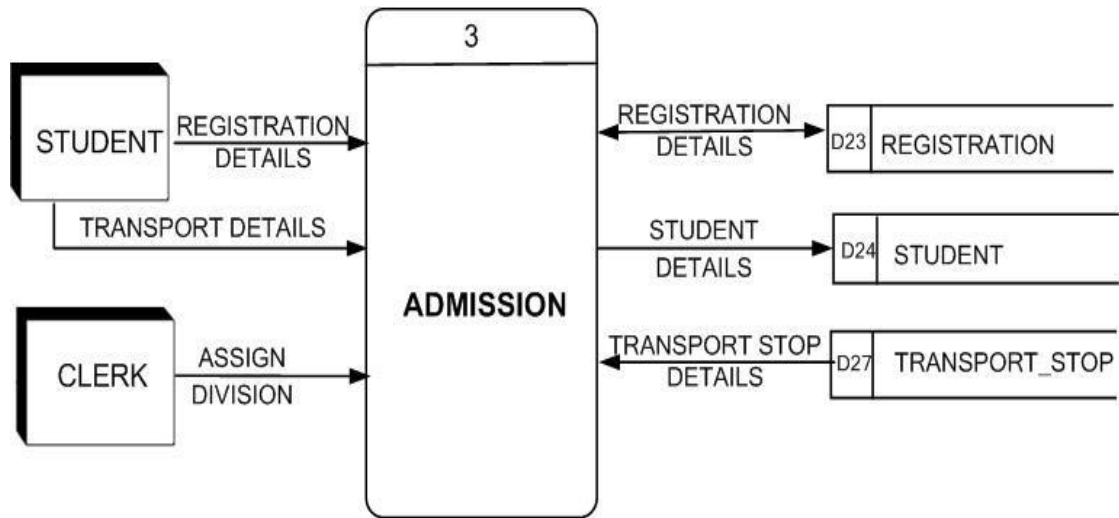 3
STUDENT
REGISTRATION
DETAILS
TRANSPORT DETAILS
CLERK
ASSIGN
DIVISION
ADMISSION
REGISTRATION
DETAILS
D23 REGISTRATION
STUDENT
DETAILS
D24 STUDENT
TRANSPORT STOP
DETAILS
D27 TRANSPORT_STOP